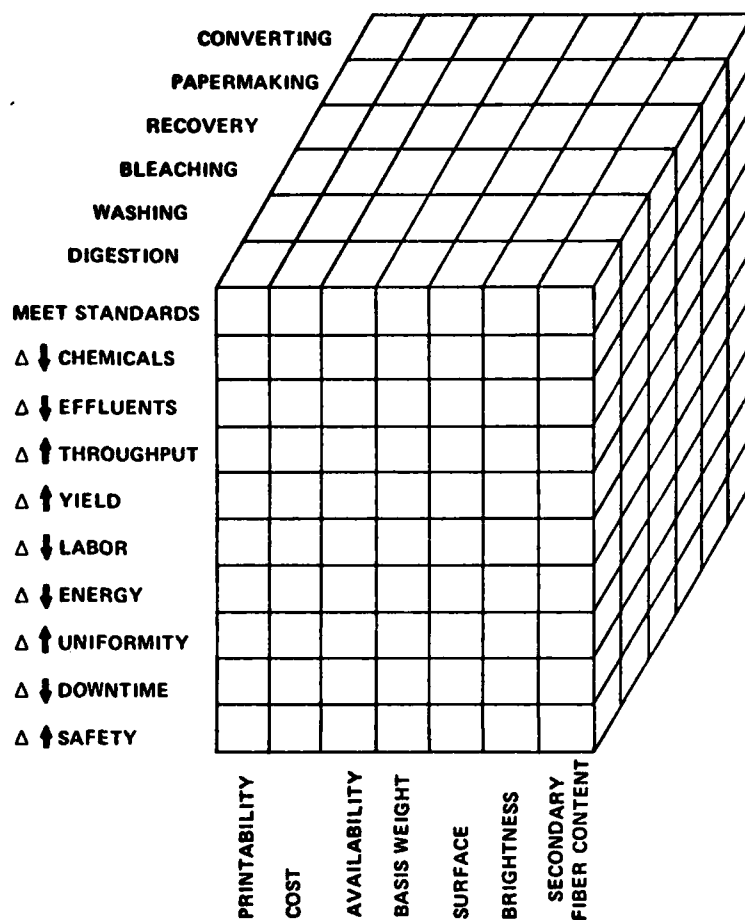 CONVERTING
PAPERMAKING
RECOVERY
BLEACHING
WASHING
DIGESTION
MEET STANDARDS
Δ ⬇ CHEMICALS
Δ ⬇ EFFLUENTS
Δ ⬆ THROUGHPUT
Δ ⬆ YIELD
Δ ⬇ LABOR
Δ ⬇ ENERGY
Δ ⬆ UNIFORMITY
Δ ⬇ DOWNTIME
Δ ⬆ SAFETY
PRINTABILITY
COST
AVAILABILITY
BASIS WEIGHT
SURFACE
BRIGHTNESS
SECONDARY
FIBER CONTENT